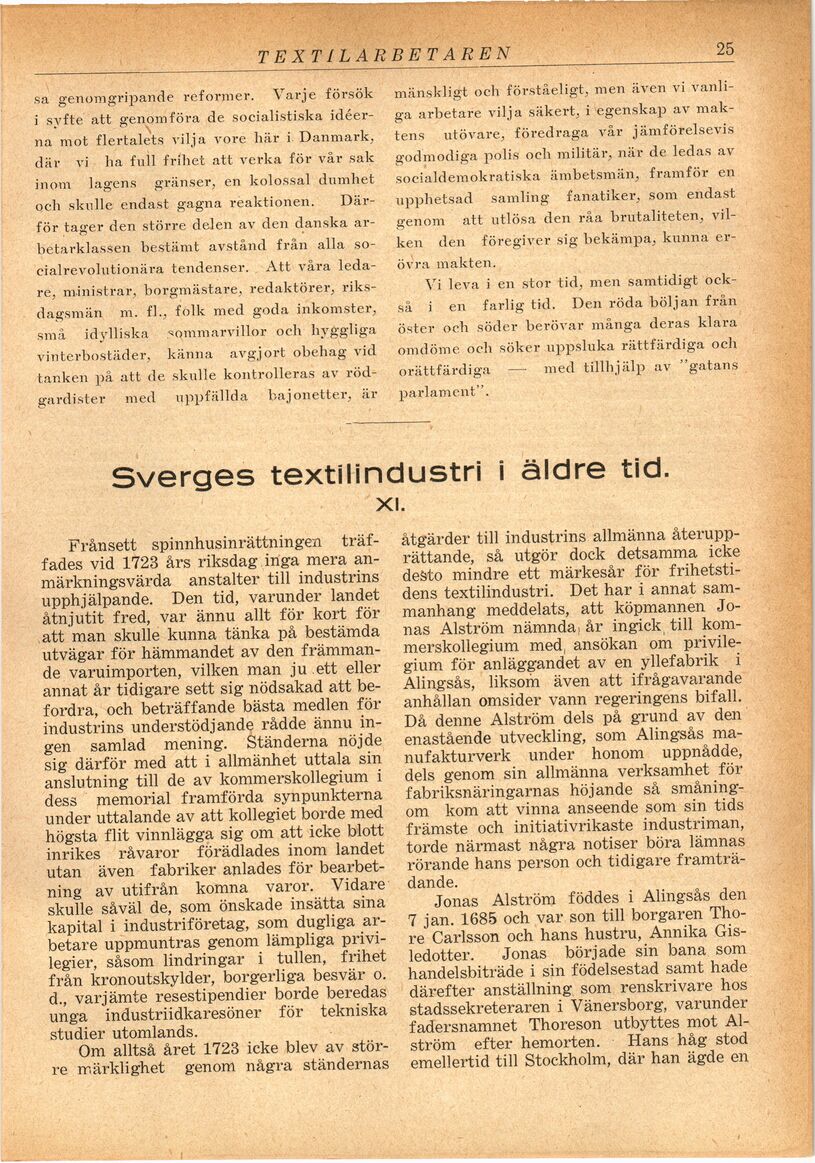 TEXTILARBETAREN 25
sa genomgripande reformer. Varje försök
i syfte att genomföra de socialistiska idéer-
na mot flertalets vilja vore här i Danmark,
där vi ha full frihet att verka för vår sak
inom lagens gränser, en kolossal dumhet
och skulle endast gagna reaktionen. Där-
för tager den större delen av den danska ar-
betarklassen bestämt avstånd från alla so-
cialrevolutionära tendenser. Att våra leda-
re, ministrar, borgmästare, redaktörer, riks-
dagsmän m. fl., folk med goda inkomster,
små idylliska sommarvillor och hyggliga
vinterbostäder, känna avgjort obehag vid
tanken på att de skulle kontrolleras av röd-
gardister med uppfällda bajonetter, är
mänskligt och förståeligt, men även vi vanli-
ga arbetare vilja säkert, i egenskap av mak-
tens utövare, föredraga vår jämförelsevis
godmodiga polis och militär, när de ledas av
socialdemokratiska ämbetsmän, framför en
upphetsad samling fanatiker, som endast
genom att utlösa den råa brutaliteten, vil-
ken den föregiver sig bekämpa, kunna er-
övra makten.
Vi leva i en stor tid, men samtidigt ock-
så i en farlig tid. Den röda böljan från
öster och söder berövar många deras klara
omdöme och söker uppsluka rättfärdiga och
orättfärdiga — med tillhjälp av "gatans
parlament".
Sverges textilindustri i äldre tid.
XI.
Frånsett spinnhusinrättningen träf-
fades vid 1723 års riksdag inga mera an-
märkningsvärda anstalter till industrins
upphjälpande. Den tid, varunder landet
åtnjutit fred, var ännu allt för kort för
att man skulle kunna tänka på bestämda
utvägar för hämmandet av den främman-
de varuimporten, vilken man ju ett eller
annat år tidigare sett sig nödsakad att be-
fordra, och beträffande bästa medlen för
industrins understödjande rådde ännu in-
gen samlad mening. Ständerna nöjde
sig därför med att i allmänhet uttala sin
anslutning till de av kommerskollegium i
dess memorial framförda synpunkterna
under uttalande av att kollegiet borde med
högsta flit vinnlägga sig om att icke blott
inrikes råvaror förädlades inom landet
utan även fabriker anlades för bearbet-
ning av utifrån komna varor. Vidare
skulle såväl de, som önskade insätta sina
kapital i industriföretag, som dugliga ar-
betare uppmuntras genom lämpliga privi-
legier, såsom lindringar i tullen, frihet
från kronoutskylder, borgerliga besvär o.
d., varjämte resestipendier borde beredas
unga industriidkaresöner för tekniska
studier utomlands.
Om alltså året 1723 icke blev av stör-
re märklighet genom några ständernas
åtgärder till industrins allmänna återupp-
rättande, så utgör dock detsamma icke
desto mindre ett märkesår för frihetsti-
dens textilindustri. Det har i annat sam-
manhang meddelats, att köpmannen Jo-
nas Alström nämnda år ingick till kom-
merskollegium med ansökan om privile-
gium för anläggandet av en yllefabrik i
Alingsås, liksom även att ifrågavarande
anhållan omsider vann regeringens bifall.
Då denne Alström dels på grund av den
enastående utveckling, som Alingsås ma-
nufakturverk under honom uppnådde,
dels genom sin allmänna verksamhet för
fabriksnäringarnas höjande så småning-
om kom att vinna anseende som sin tids
främste och initiativrikaste industriman,
torde närmast några notiser böra lämnas
rörande hans person och tidigare framträ-
dande.
Jonas Alström föddes i Alingsås den
7 jan. 1685 och var son till borgaren Tho-
re Carlsson och hans hustru, Annika Gis-
ledotter. Jonas började sin bana som
handelsbiträde i sin födelsestad samt hade
därefter anställning som renskrivare hos
stadssekreteraren i Vänersborg, varunder
fadersnamnet Thoreson utbyttes mot Al-
ström efter hemorten. Hans håg stod
emellertid till Stockholm, där han ägde en